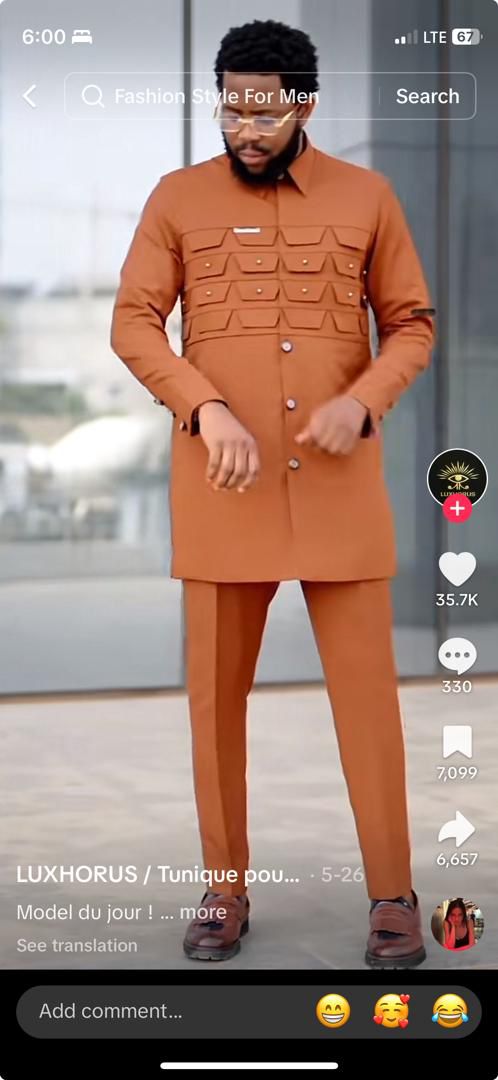 6:00
LTE 67
Fashion Style For Men
Search
LUXHORUS
35.7K
330
7,099
6,657
LUXHORUS / Tunique pou... · 5-26
Model du jour ! ... more
See translation
Add comment...